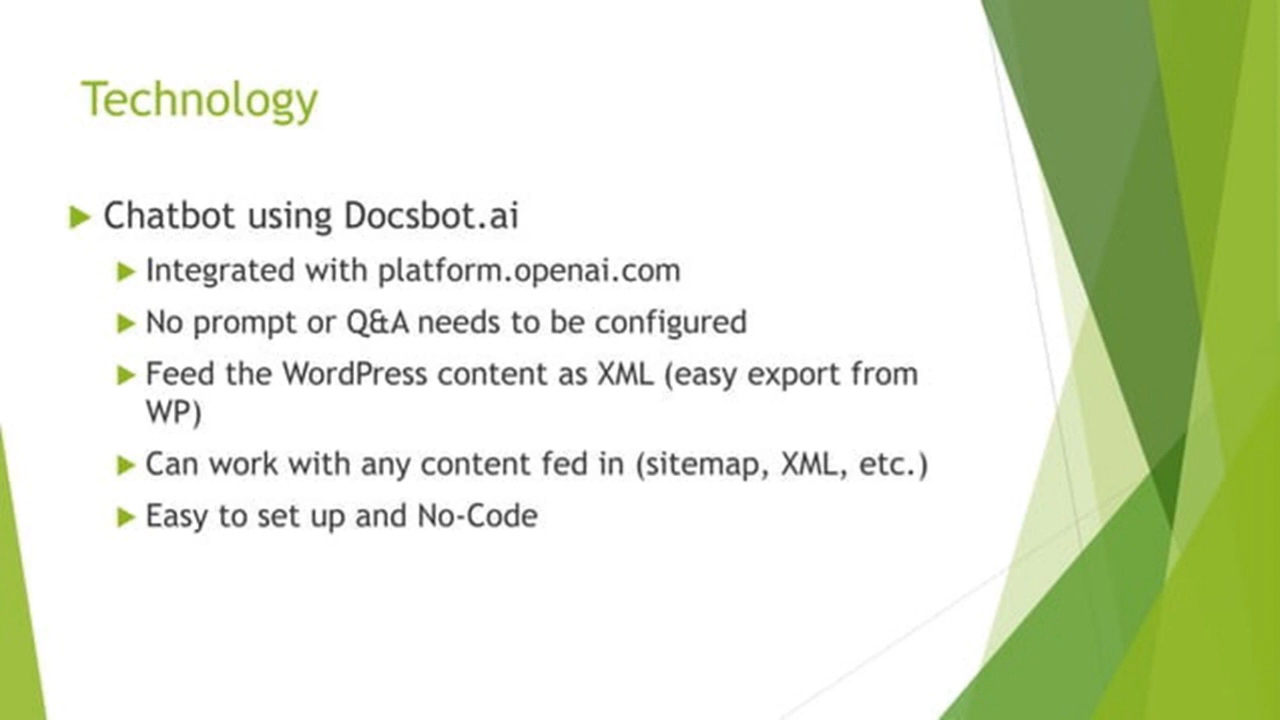 Technology
Chatbot using Docsbot.ai
Integrated with platform.openai.com
No prompt or Q&A needs to be configured
Feed the WordPress content as XML (easy export from
WP)
Can work with any content fed in (sitemap, XML, etc.)
Easy to set up and No-Code